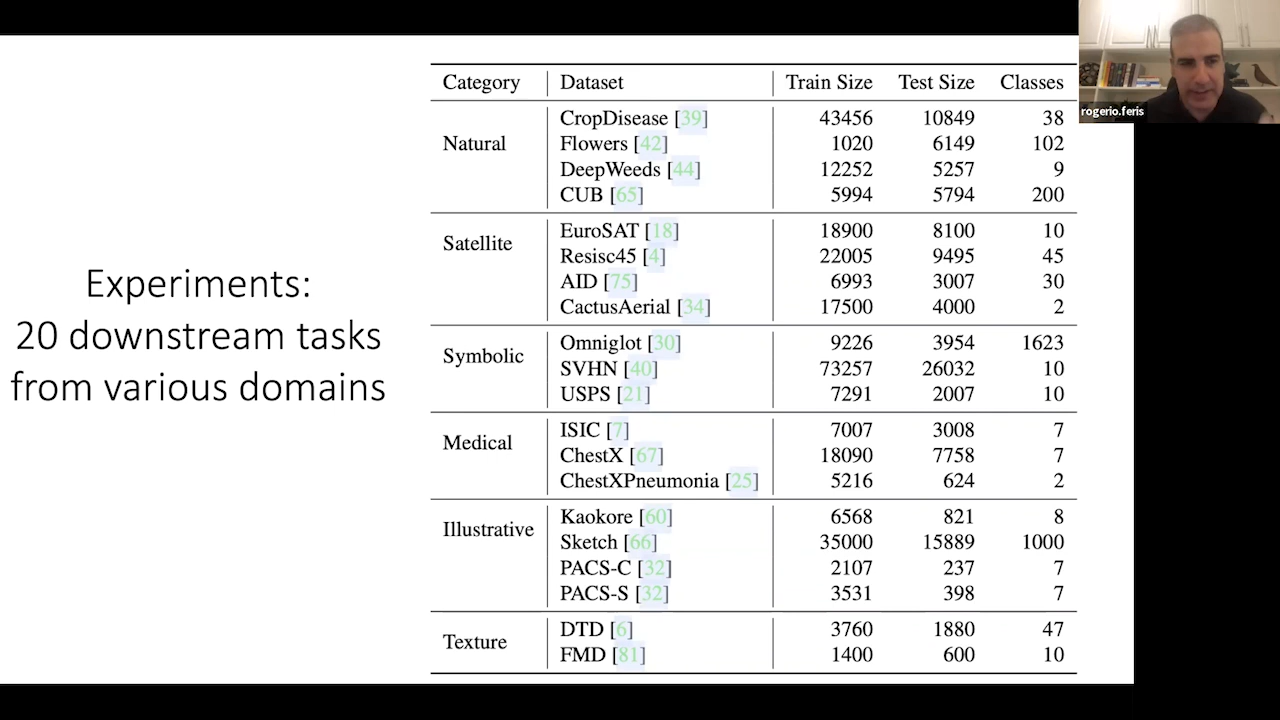 Experiments:
20 downstream tasks
from various domains
Category Dataset Train Size Test Size Classes
Natural
CropDisease [39] 43456 10849 38
Flowers [42] 1020 6149 102
DeepWeeds [44] 12252 5257 9
CUB [65] 5994 5794 200
Satellite
EuroSAT [18] 18900 8100 10
Resisc45 [4] 22005 9495 45
AID [75] 6993 3007 30
CactusAerial [34] 17500 4000 2
Symbolic
Omniglot [30] 9226 3954 1623
SVHN [40] 73257 26032 10
USPS [21] 7291 2007 10
Medical
ISIC [7] 7007 3008 7
ChestX [67] 18090 7758 7
ChestXPneumonia [25] 5216 624 2
Illustrative
Kaokore [60] 6568 821 8
Sketch [66] 35000 15889 1000
PACS-C [32] 2107 237 7
PACS-S [32] 3531 398 7
Texture
DTD [6] 3760 1880 47
FMD [81] 1400 600 10
rogerio.feris